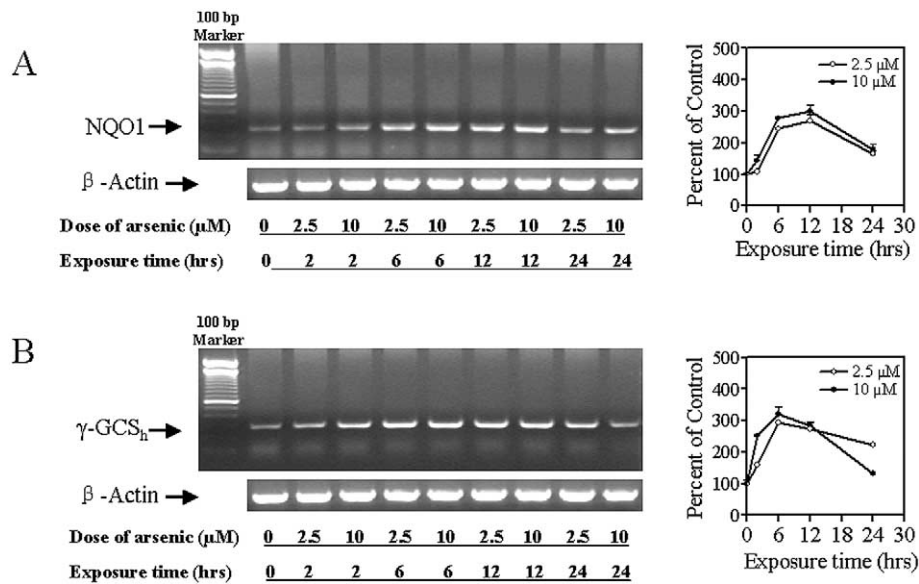 A
100 bp
Marker
NQO1
β-Actin
Dose of arsenic (μM) 0 2.5 10 2.5 10 2.5 10 2.5 10
Exposure time (hrs) 0 2 2 6 6 12 12 24 24
500
400
300
200
100
0
Percent of Control
2.5 μM
10 μM
0 6 12 18 24 30
Exposure time (hrs)
B
100 bp
Marker
γ-GCSh
β-Actin
Dose of arsenic (μM) 0 2.5 10 2.5 10 2.5 10 2.5 10
Exposure time (hrs) 0 2 2 6 6 12 12 24 24
500
400
300
200
100
0
Percent of Control
2.5 μM
10 μM
0 6 12 18 24 30
Exposure time (hrs)